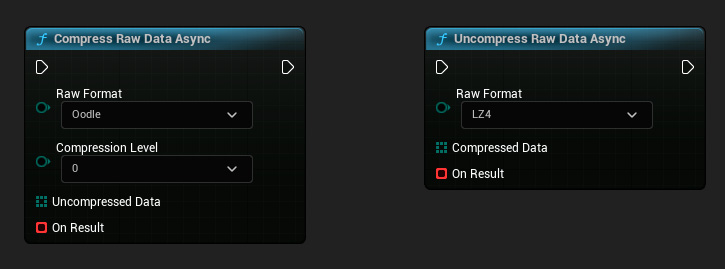 Compress Raw Data Async
Raw Format
Oodle
Compression Level
0
Uncompressed Data
On Result
Uncompress Raw Data Async
Raw Format
LZ4
Compressed Data
On Result